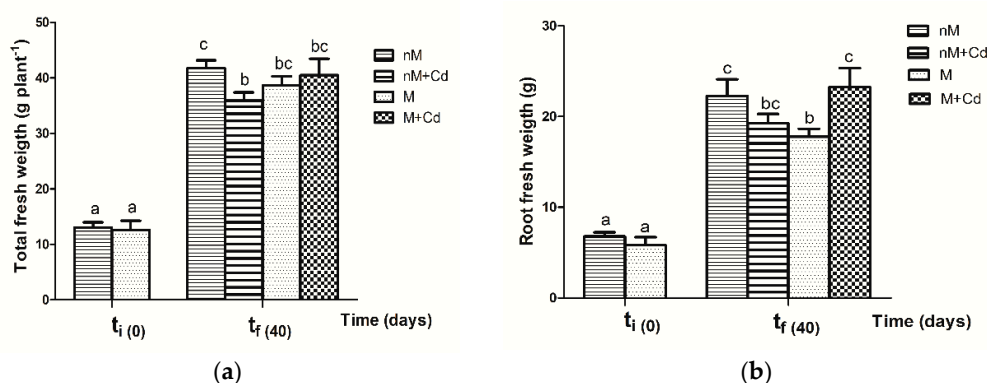 Total fresh weigth (g plant-1)
50
40
30
20
10
0
a
a
c
b
bc
bc
nM
nM+Cd
M
M+Cd
ti (0)
tf (40)
Time (days)
(a)
Root fresh weigth (g)
30
20
10
0
a
a
c
bc
b
c
nM
nM+Cd
M
M+Cd
ti (0)
tf (40)
Time (days)
(b)